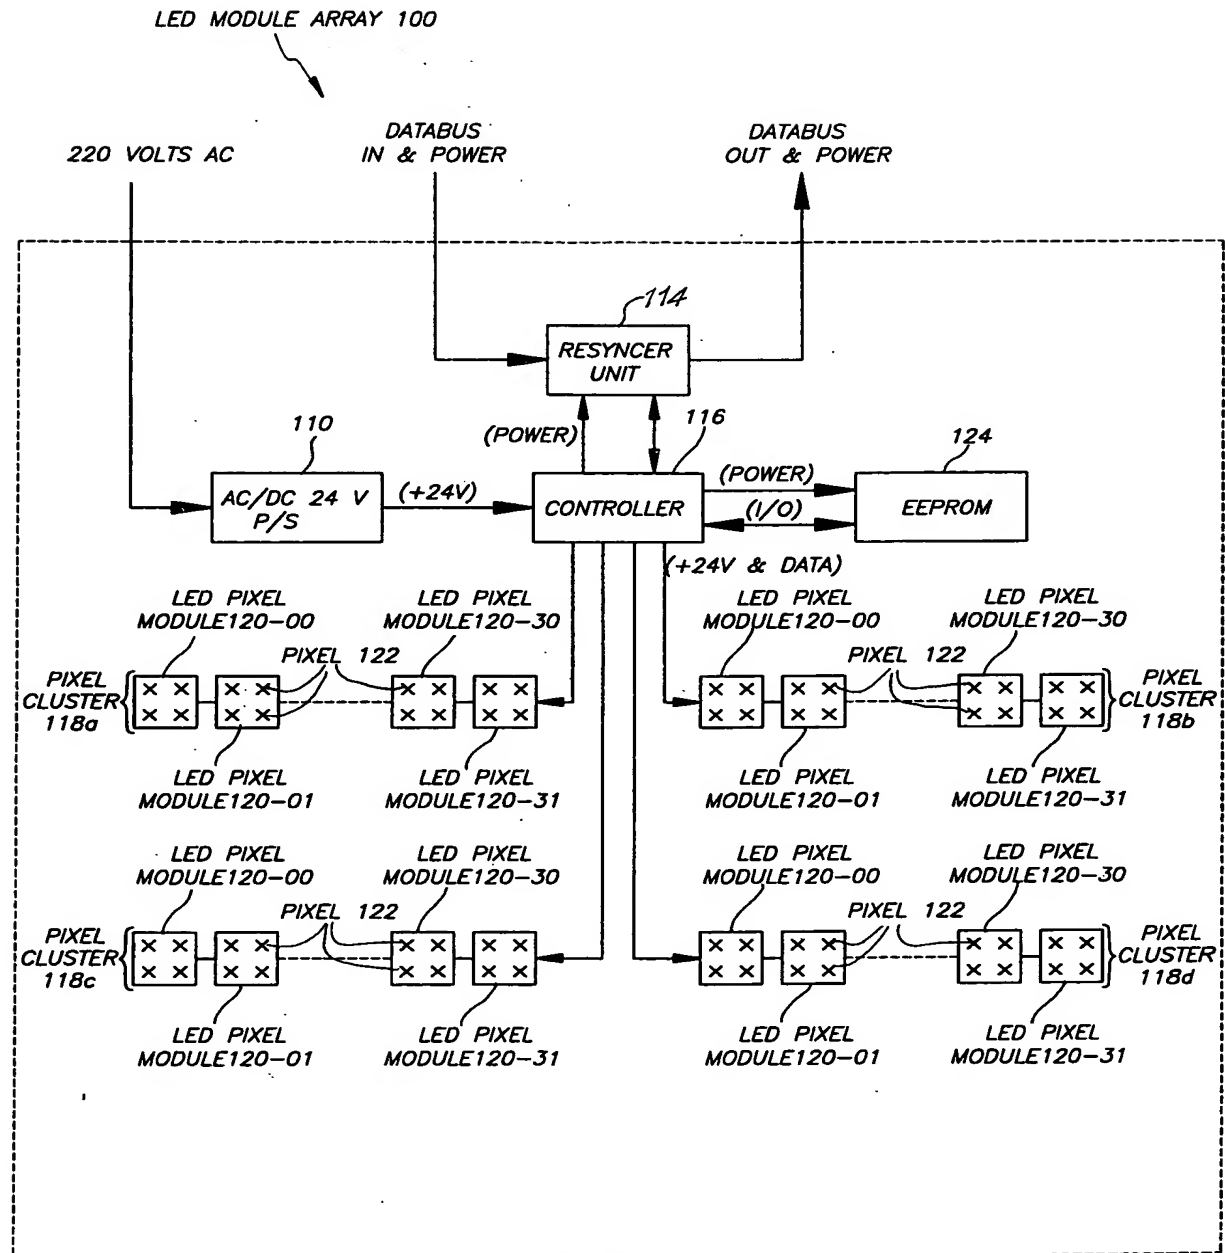 LED MODULE ARRAY 100
220 VOLTS AC
DATABUS
IN & POWER
DATABUS
OUT & POWER
114
RESYNCER
UNIT
110
(POWER)
116
124
AC/DC 24 V
P/S
(+24V)
CONTROLLER
(POWER)
(I/O)
EEPROM
(+24V & DATA)
LED PIXEL
MODULE120-00
LED PIXEL
MODULE120-30
LED PIXEL
MODULE120-00
LED PIXEL
MODULE120-30
PIXEL
CLUSTER
118a
PIXEL 122
PIXEL 122
PIXEL
CLUSTER
118b
LED PIXEL
MODULE120-01
LED PIXEL
MODULE120-31
LED PIXEL
MODULE120-01
LED PIXEL
MODULE120-31
LED PIXEL
MODULE120-00
LED PIXEL
MODULE120-30
LED PIXEL
MODULE120-00
LED PIXEL
MODULE120-30
PIXEL
CLUSTER
118c
PIXEL 122
PIXEL 122
PIXEL
CLUSTER
118d
LED PIXEL
MODULE120-01
LED PIXEL
MODULE120-31
LED PIXEL
MODULE120-01
LED PIXEL
MODULE120-31